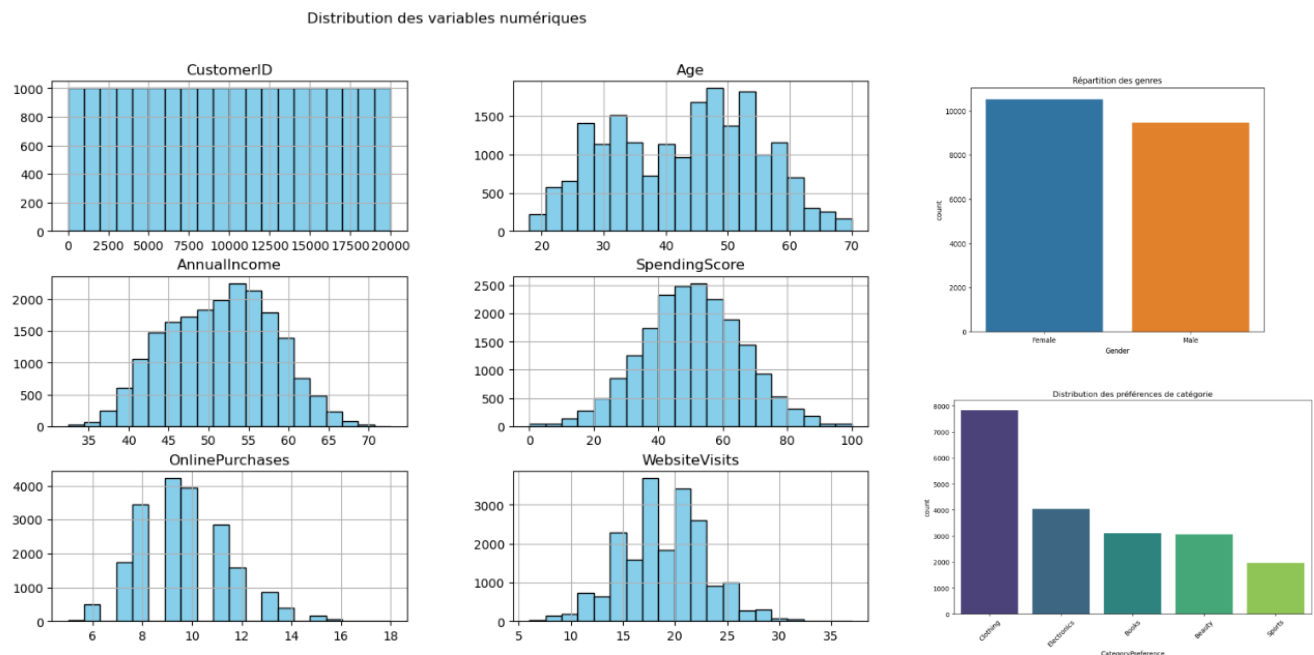 Distribution des variables numériques
CustomerID
1000
800
600
400
200
0
0 2500 5000 7500 10000 12500 15000 17500 20000
Age
1500
1000
500
0
20 30 40 50 60 70
AnnualIncome
2000
1500
1000
500
0
35 40 45 50 55 60 65 70
SpendingScore
2500
2000
1500
1000
500
0
0 20 40 60 80 100
OnlinePurchases
4000
3000
2000
1000
0
6 8 10 12 14 16 18
WebsiteVisits
3000
2000
1000
0
5 10 15 20 25 30 35
Répartition des genres
10000
8000
6000
4000
2000
0
count
Female Male
Gender
Distribution des préférences de catégorie
8000
7000
6000
5000
4000
3000
2000
1000
0
count
Clothing Electronics Books Beauty Sports
CategoryPreference